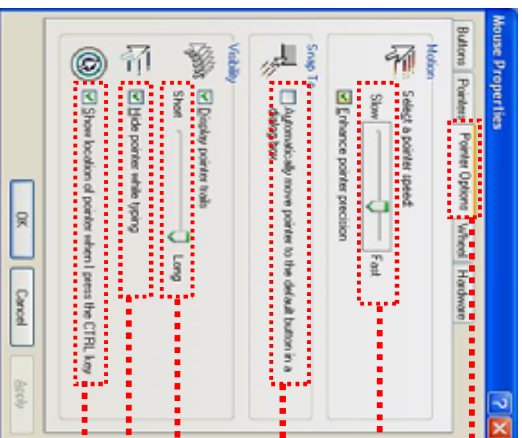 Mouse Properties
Buttons Pointers Pointer Options Wheel Hardware
Motion
Select a pointer speed:
Slow Fast
Enhance pointer precision
Snap To
Automatically move pointer to the default button in a
dialog box
Visibility
Display pointer trails
Short Long
Hide pointer while typing
Show location of pointer when I press the CTRL key
OK Cancel Apply